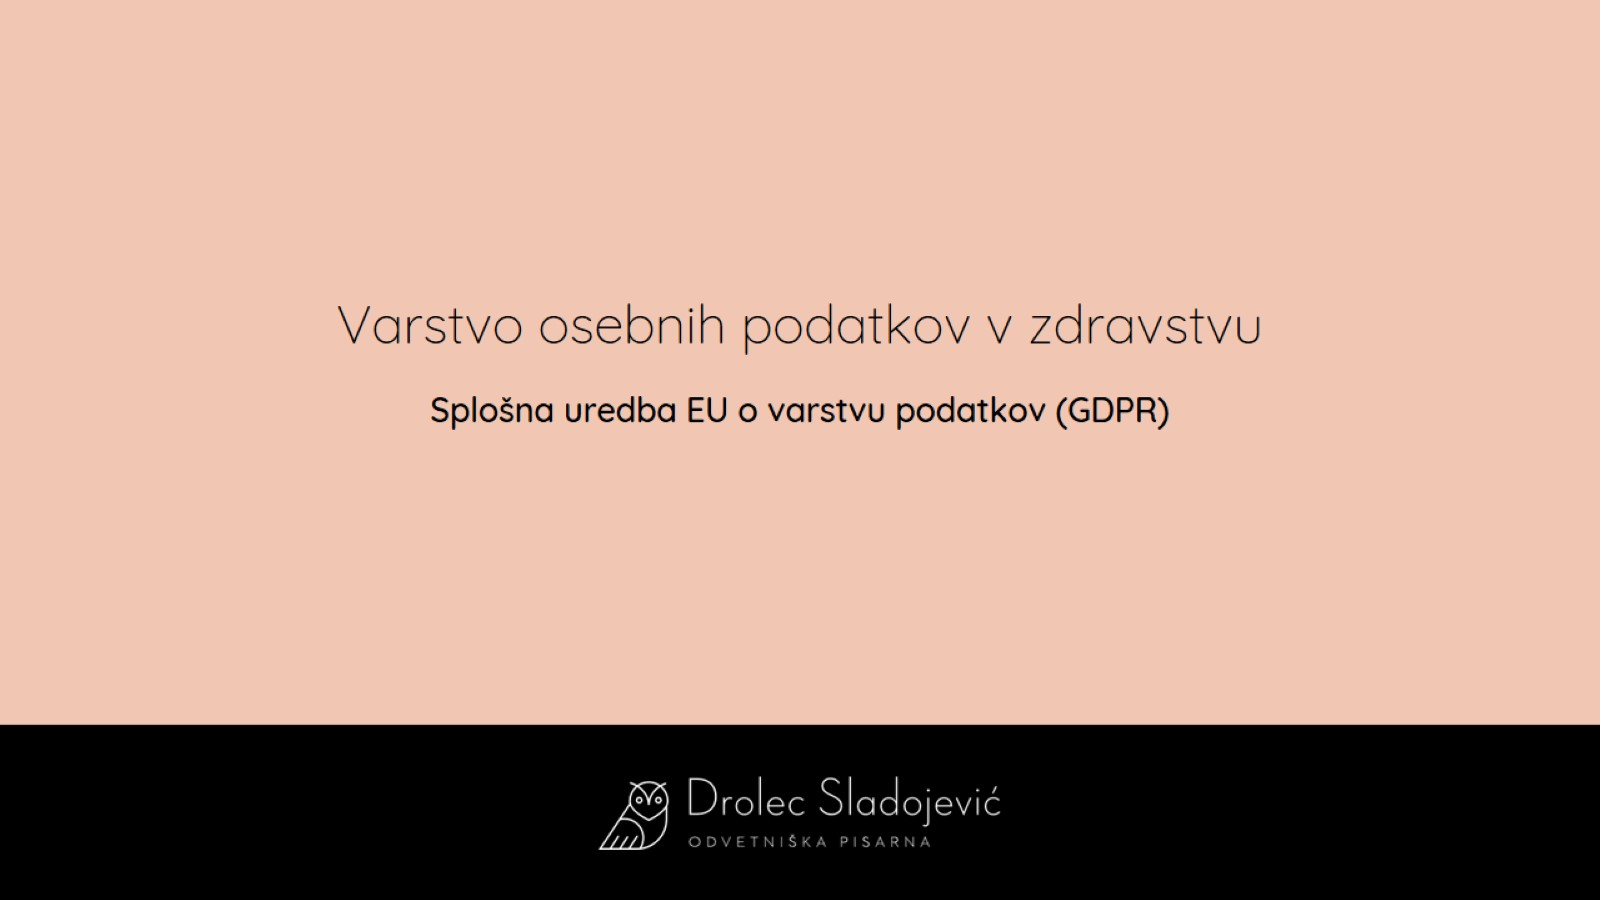 Varstvo osebnih podatkov v zdravstvu
Splošna uredba EU o varstvu podatkov (GDPR)
Drolec Sladojević
ODVETNIŠKA PISARNA